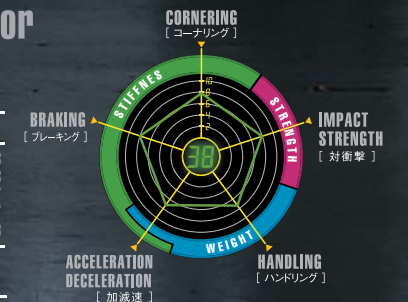 or
CORNERING
[ コーナリング ]
STIFFNES
STRENGTH
BRAKING
[ ブレーキング ]
IMPACT
STRENGTH
[ 対衝撃 ]
38
WEIGHT
ACCELERATION
DECELERATION
[ 加減速 ]
HANDLING
[ ハンドリング ]